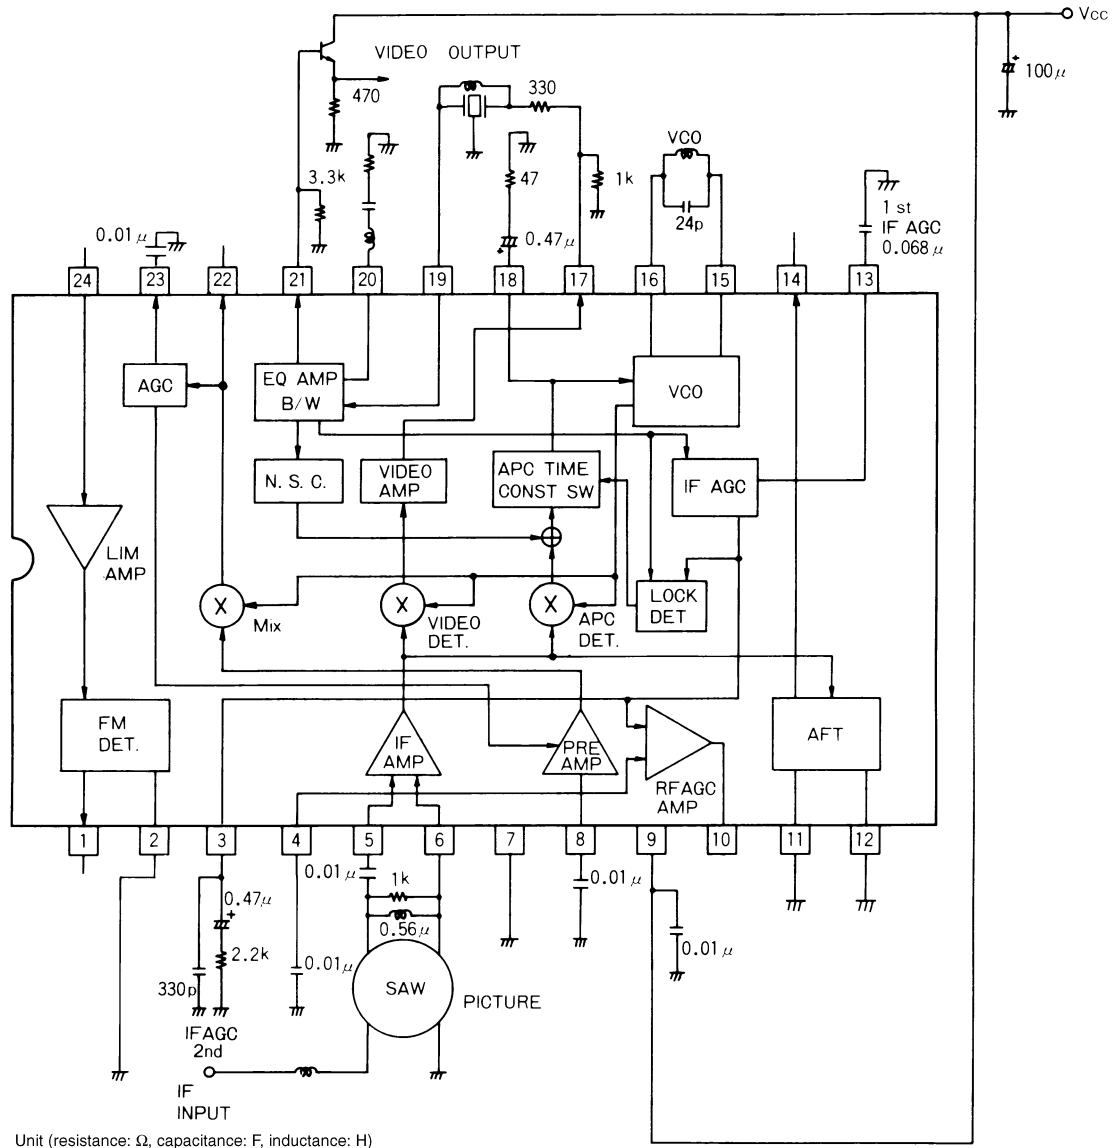 VCC
VIDEO OUTPUT
100μ
470
330
VCO
3.3k
47
1k
24p
1 st
IF AGC
0.068μ
0.01μ
0.47μ
24
23
22
21
20
19
18
17
16
15
14
13
AGC
EQ AMP
B/W
VCO
N. S. C.
VIDEO
AMP
APC TIME
CONST SW
IF AGC
LIM
AMP
X
Mix
X
VIDEO
DET.
X
APC
DET.
LOCK
DET
FM
DET.
IF
AMP
PRE
AMP
RFAGC
AMP
AFT
1
2
3
4
5
6
7
8
9
10
11
12
0.01μ
1k
0.56μ
0.01μ
0.47μ
2.2k
330p
0.01μ
0.01μ
SAW
PICTURE
IFAGC
2nd
IF
INPUT
Unit (resistance: Ω, capacitance: F, inductance: H)